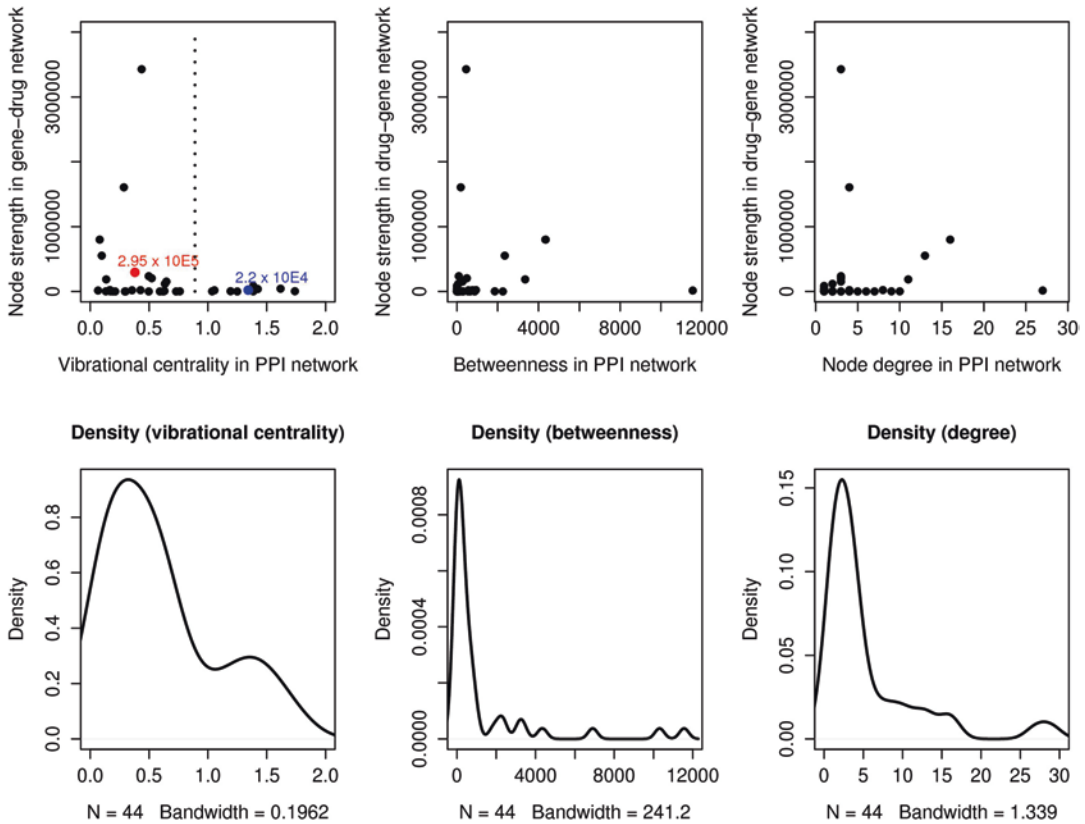 Node strength in gene−drug network
0 1000000 3000000
2.95 x 10E5
2.2 x 10E4
0.0 0.5 1.0 1.5 2.0
Vibrational centrality in PPI network
Node strength in drug−gene network
0 1000000 3000000
0 4000 8000 12000
Betweenness in PPI network
Node strength in drug−gene network
0 1000000 3000000
0 5 10 15 20 25 30
Node degree in PPI network
Density (vibrational centrality)
Density
0.0 0.2 0.4 0.6 0.8
0.0 0.5 1.0 1.5 2.0
N = 44 Bandwidth = 0.1962
Density (betweenness)
Density
0.0000 0.0004 0.0008
0 4000 8000 12000
N = 44 Bandwidth = 241.2
Density (degree)
Density
0.00 0.05 0.10 0.15
0 5 10 15 20 25 30
N = 44 Bandwidth = 1.339